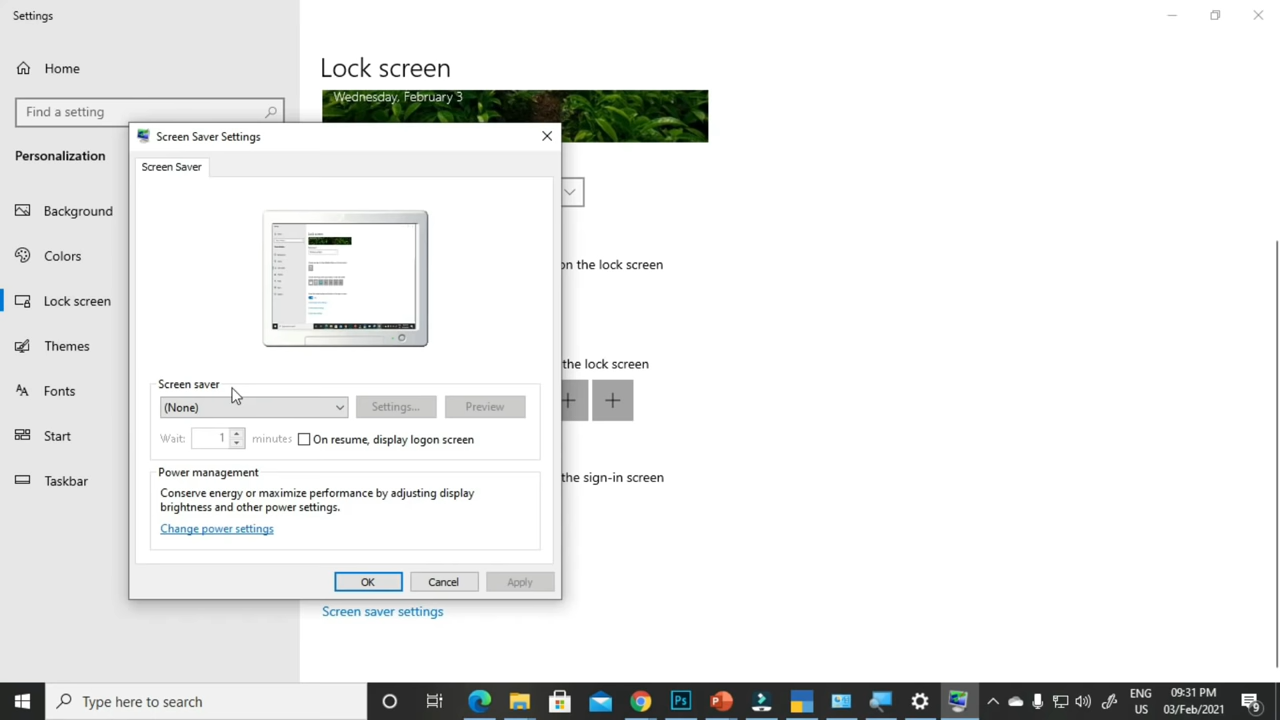 Settings
Home
Find a setting
Personalization
Background
Colors
Lock screen
Themes
Fonts
Start
Taskbar
Lock screen
Wednesday, February 3
on the lock screen
the lock screen
the sign-in screen
Screen saver settings
Screen Saver Settings
Screen Saver
Screen saver
(None)
Settings...
Preview
Wait:
1
minutes
On resume, display logon screen
Power management
Conserve energy or maximize performance by adjusting display
brightness and other power settings.
Change power settings
OK
Cancel
Apply
Type here to search
Ps
ENG
US
09:31 PM
03/Feb/2021
9